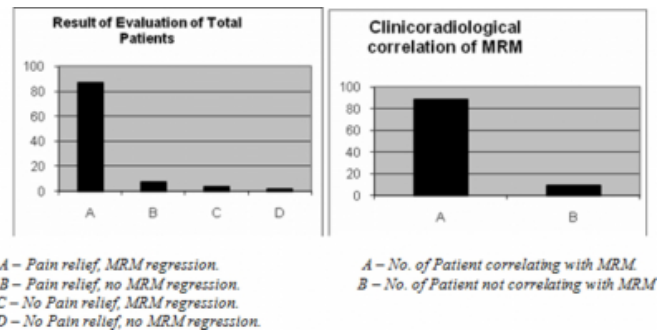 Result of Evaluation of Total
Patients
100
80
60
40
20
0
A B C D
A – Pain relief, MRM regression.
B – Pain relief, no MRM regression.
C – No Pain relief, MRM regression.
D – No Pain relief, no MRM regression.
Clinicoradiological
correlation of MRM
100
80
60
40
20
0
A B
A – No. of Patient correlating with MRM.
B – No. of Patient not correlating with MRM